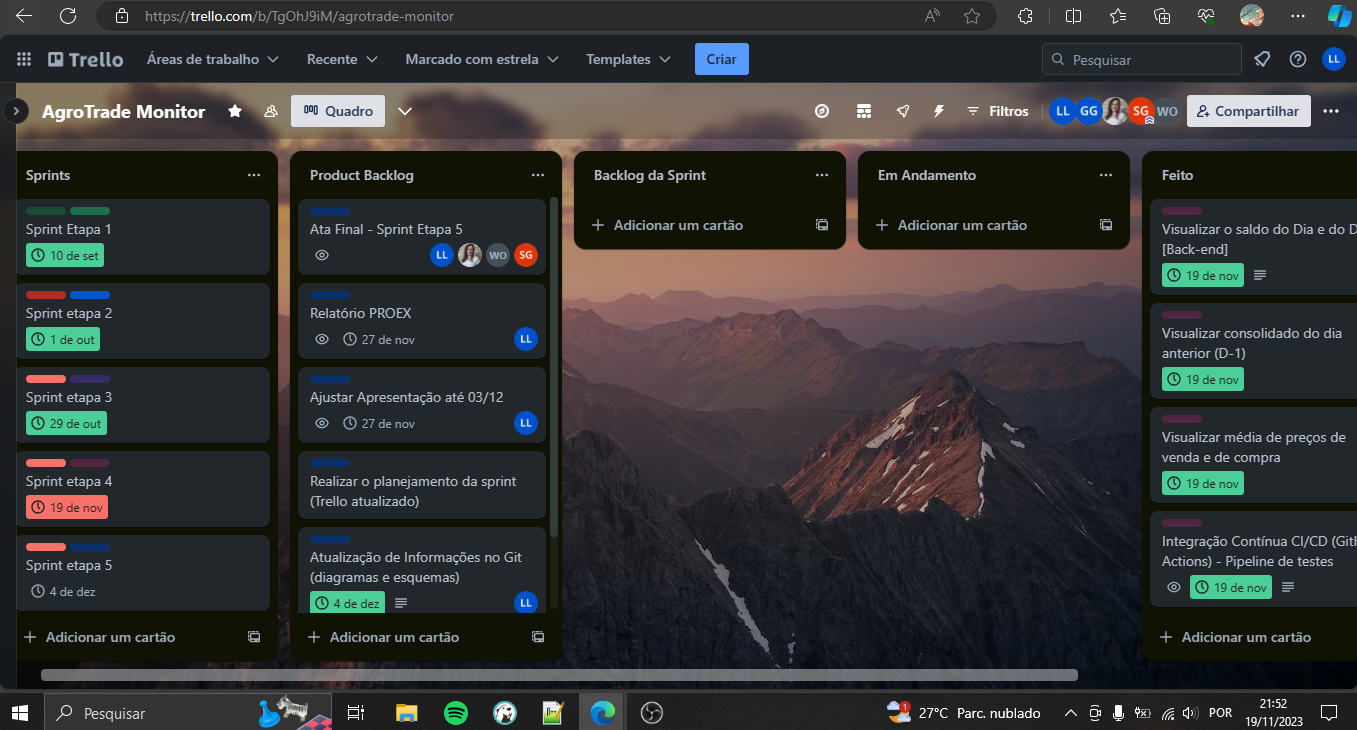 https://trello.com/b/TgOhJ9iM/agrotrade-monitor
Trello
Áreas de trabalho
Recente
Marcado com estrela
Templates
Criar
Pesquisar
LL
AgroTrade Monitor
Quadro
Filtros
LL
GG
SG
WO
Compartilhar
Sprints
Sprint Etapa 1
10 de set
Sprint etapa 2
1 de out
Sprint etapa 3
29 de out
Sprint etapa 4
19 de nov
Sprint etapa 5
4 de dez
Adicionar um cartão
Product Backlog
Ata Final - Sprint Etapa 5
LL
WO
SG
Relatório PROEX
27 de nov
LL
Ajustar Apresentação até 03/12
27 de nov
LL
Realizar o planejamento da sprint
(Trello atualizado)
Atualização de Informações no Git
(diagramas e esquemas)
4 de dez
LL
Adicionar um cartão
Backlog da Sprint
Adicionar um cartão
Em Andamento
Adicionar um cartão
Feito
Visualizar o saldo do Dia e do D
[Back-end]
19 de nov
Visualizar consolidado do dia
anterior (D-1)
19 de nov
Visualizar média de preços de
venda e de compra
19 de nov
Integração Contínua CI/CD (Gith
Actions) - Pipeline de testes
19 de nov
Adicionar um cartão
Pesquisar
1
27°C Parc. nublado
POR
21:52
19/11/2023